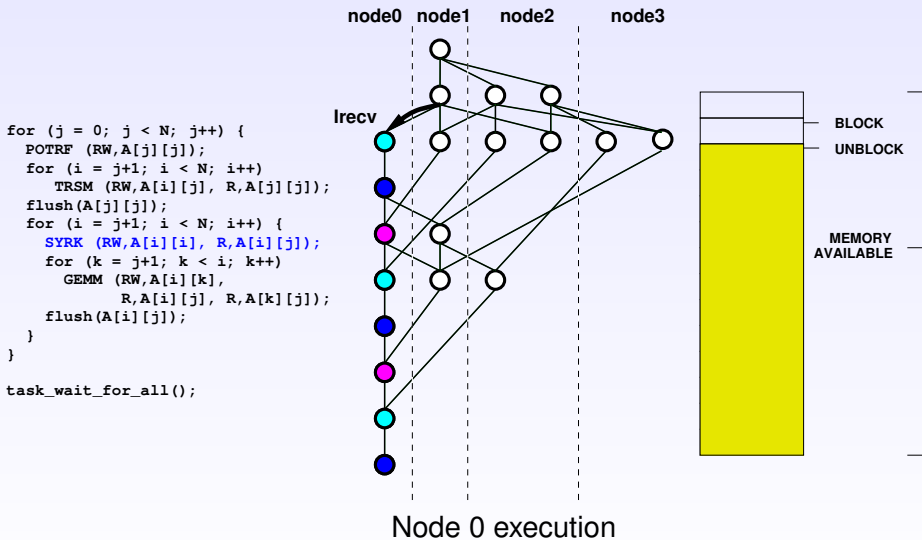 node0 node1 node2 node3
Irecv
for (j = 0; j < N; j++) {
POTRF (RW,A[j][j]);
for (i = j+1; i < N; i++)
TRSM (RW,A[i][j], R,A[j][j]);
flush(A[j][j]);
for (i = j+1; i < N; i++) {
SYRK (RW,A[i][i], R,A[i][j]);
for (k = j+1; k < i; k++)
GEMM (RW,A[i][k],
R,A[i][j], R,A[k][j]);
flush(A[i][j]);
}
}
task_wait_for_all();
BLOCK
UNBLOCK
MEMORY
AVAILABLE
Node 0 execution